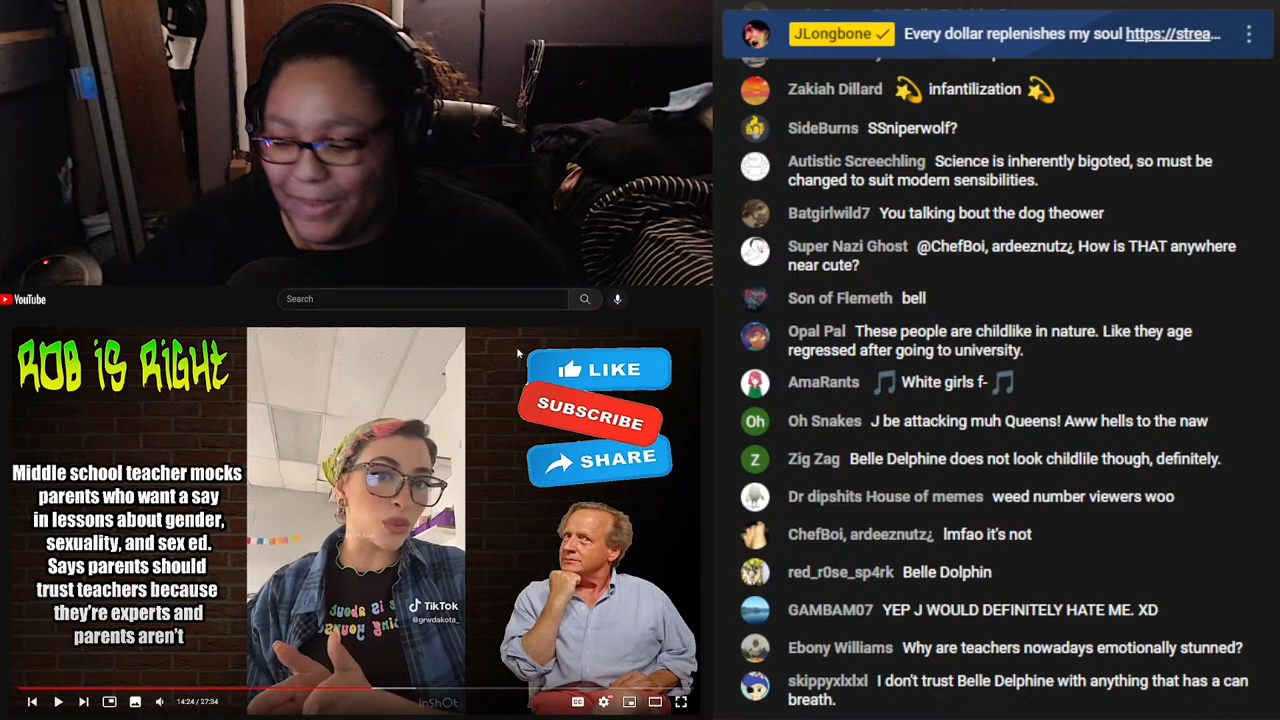 JLongbone Every dollar replenishes my soul https://strea...
Zakiah Dillard 💫 infantilization 💫
SideBurns SSniperwolf?
Autistic Screechling Science is inherently bigoted, so must be
changed to suit modern sensibilities.
Batgirlwild7 You talking bout the dog theower
Super Nazi Ghost @ChefBoi, ardeeznutz¿ How is THAT anywhere
near cute?
Son of Flemeth bell
Opal Pal These people are childlike in nature. Like they age
regressed after going to university.
AmaRants 🎵 White girls f- 🎵
Oh
Oh Snakes J be attacking muh Queens! Aww hells to the naw
Z
Zig Zag Belle Delphine does not look childlile though, definitely.
Dr dipshits House of memes weed number viewers woo
ChefBoi, ardeeznutz¿ lmfao it's not
red_r0se_sp4rk Belle Dolphin
GAMBAM07 YEP J WOULD DEFINITELY HATE ME. XD
Ebony Williams Why are teachers nowadays emotionally stunned?
skippyxlxlxl I don't trust Belle Delphine with anything that has a can
breath.
YouTube
Search
ROB iS RiGHT
Middle school teacher mocks
parents who want a say
in lessons about gender,
sexuality, and sex ed.
Says parents should
trust teachers because
they're experts and
parents aren't
LIKE
SUBSCRIBE
SHARE
TikTok
@grwdakota_
InShOt
14:24 / 27:34
CC
HD